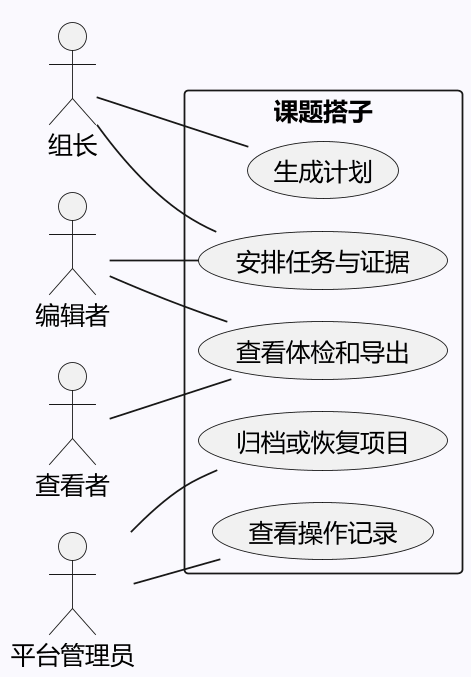 课题搭子
组长
生成计划
安排任务与证据
编辑者
查看体检和导出
查看者
归档或恢复项目
查看操作记录
平台管理员